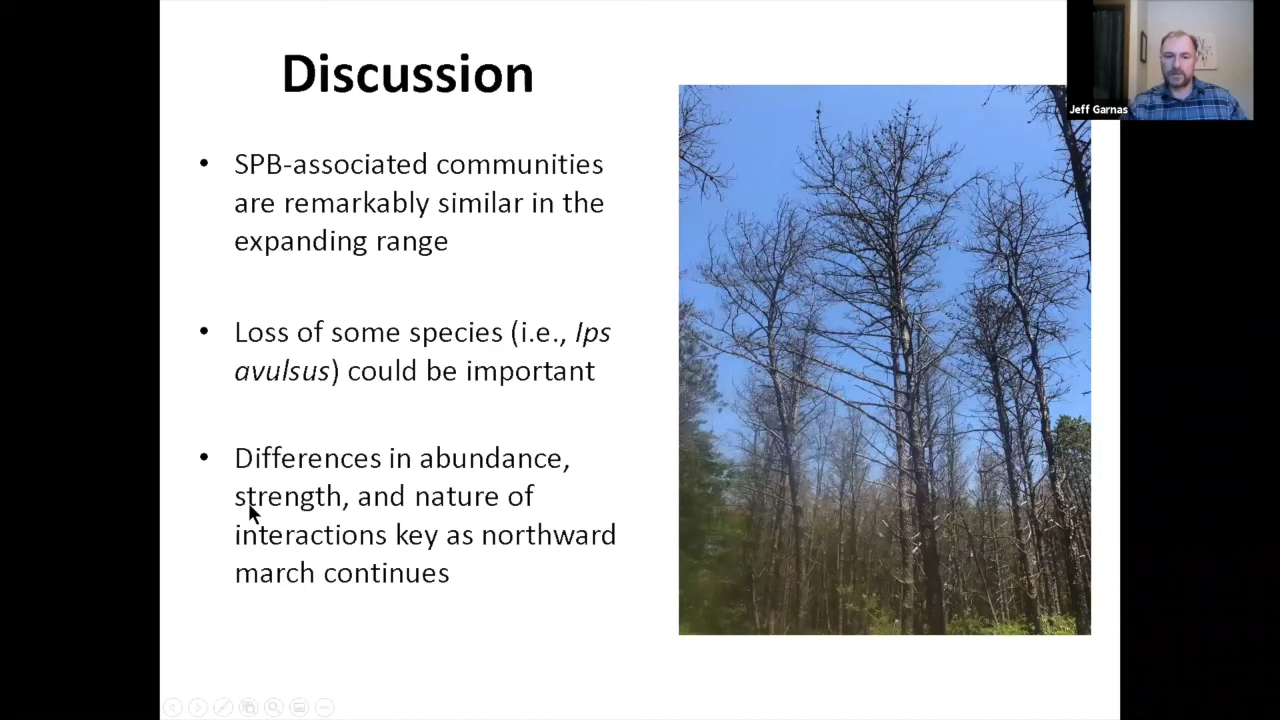 Discussion
Jeff Garnas
• SPB-associated communities
are remarkably similar in the
expanding range
• Loss of some species (i.e., Ips
avulsus) could be important
• Differences in abundance,
strength, and nature of
interactions key as northward
march continues